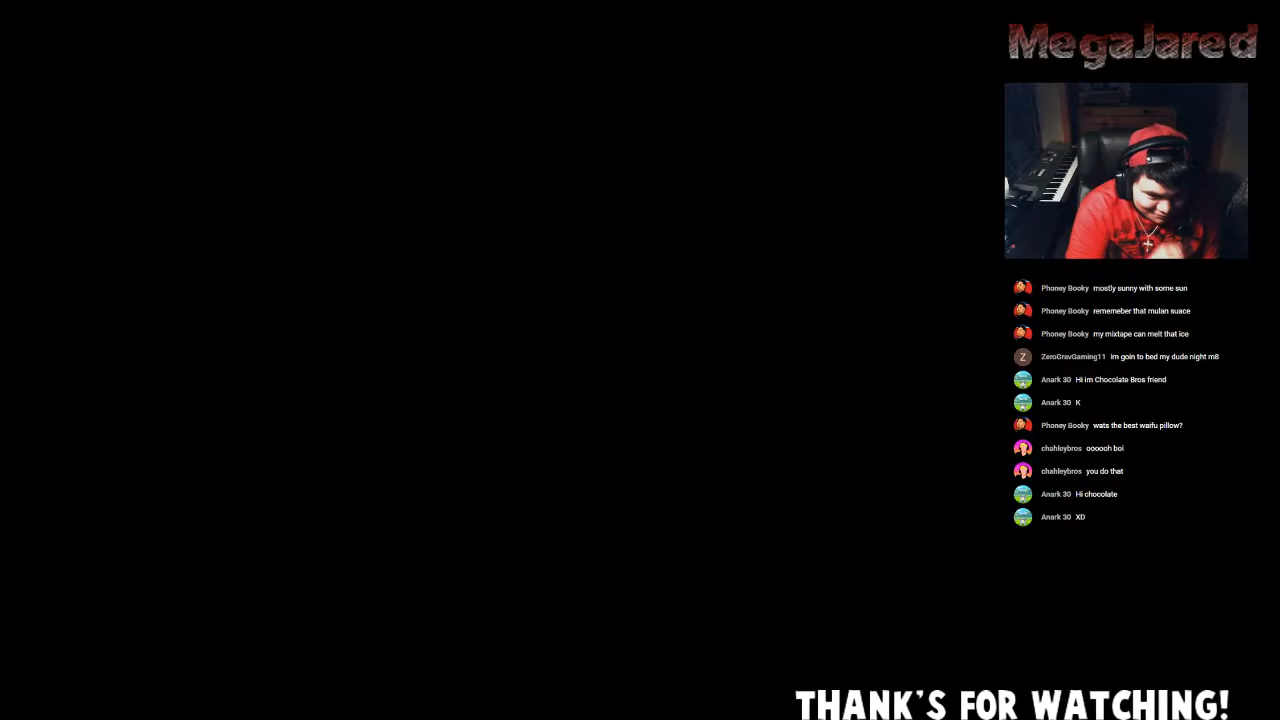 MegaJared
Phoney Booky mostly sunny with some sun
Phoney Booky rememeber that mulan suace
Phoney Booky my mixtape can melt that ice
Z ZeroGravGaming11 im goin to bed my dude night m8
Anark 30 Hi im Chocolate Bros friend
Anark 30 K
Phoney Booky wats the best waifu pillow?
chahleybros oooooh boi
chahleybros you do that
Anark 30 Hi chocolate
Anark 30 XD
THANK'S FOR WATCHING!